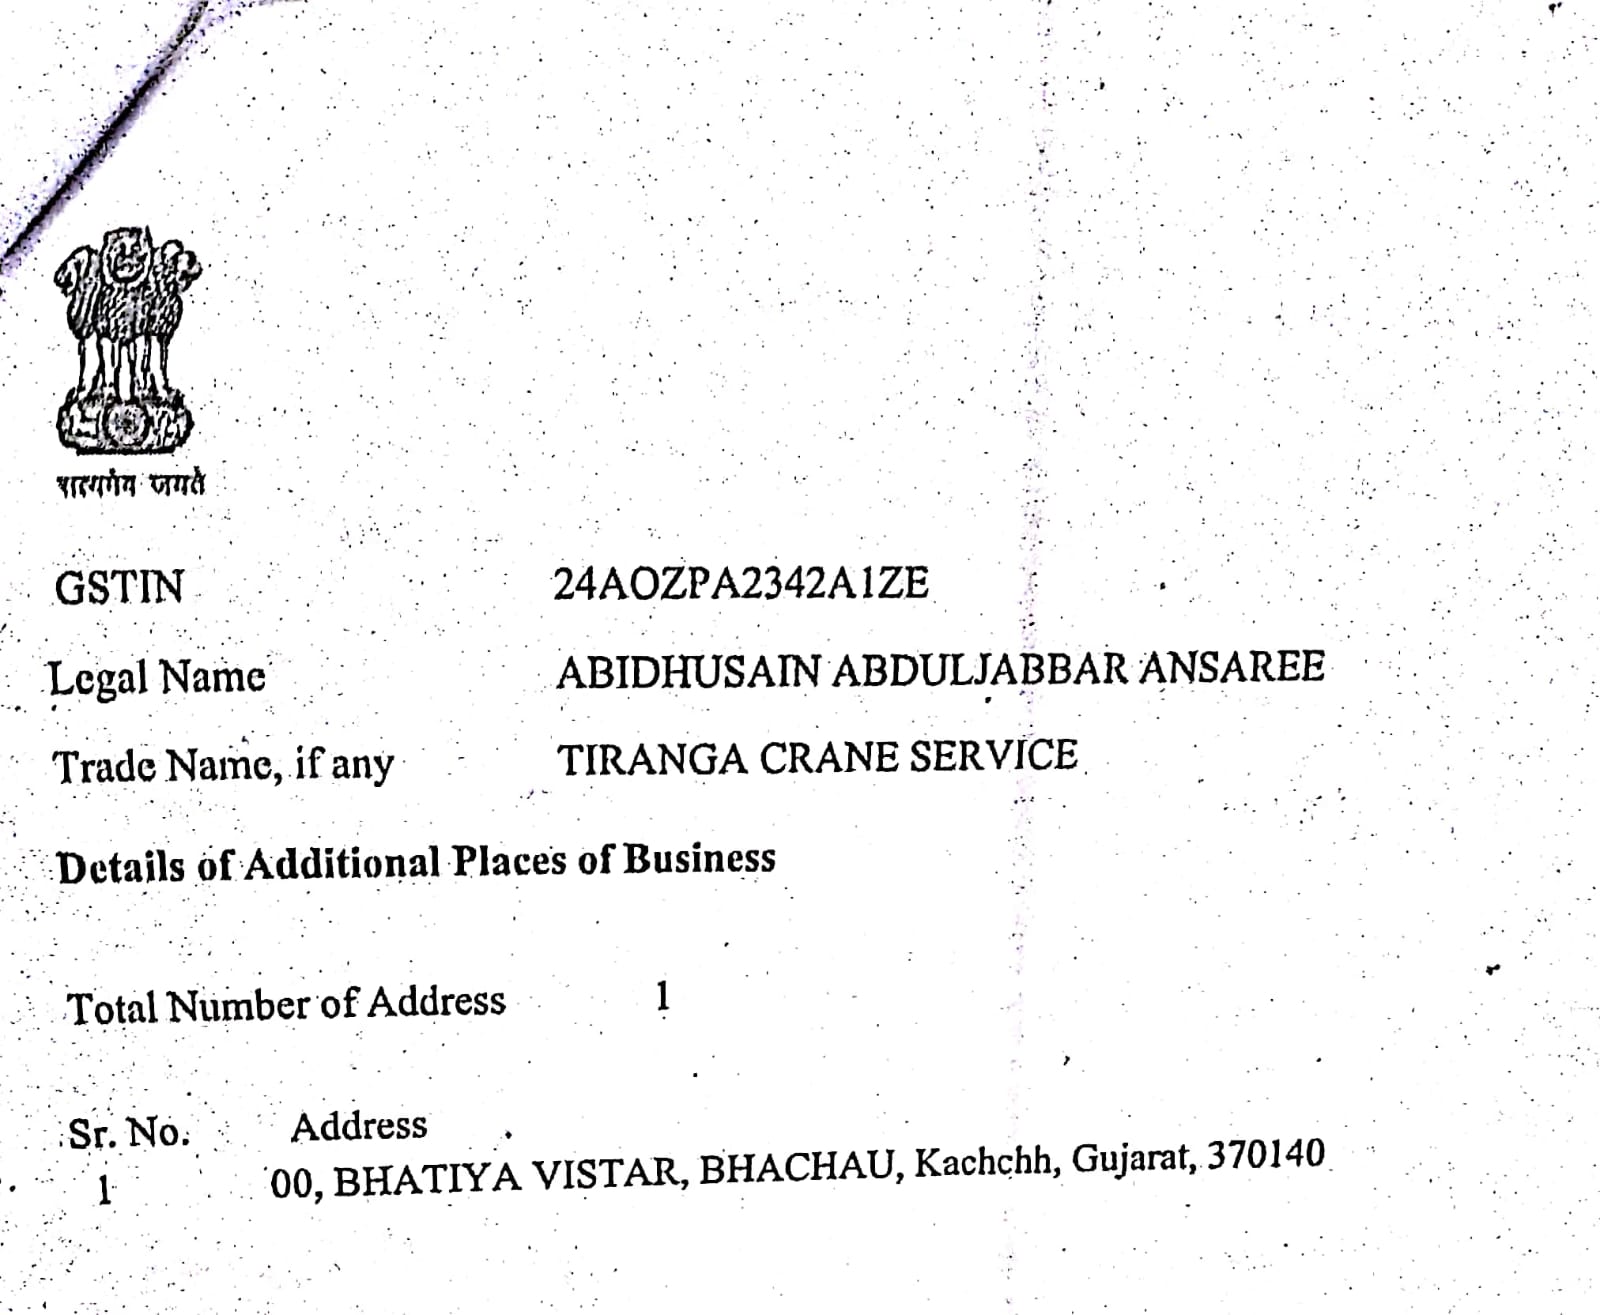 सत्यमेव जयते
GSTIN 24AOZPA2342A1ZE
Legal Name ABIDHUSAIN ABDULJABBAR ANSAREE
Trade Name, if any TIRANGA CRANE SERVICE
Details of Additional Places of Business
Total Number of Address 1
Sr. No. Address
1 00, BHATIYA VISTAR, BHACHAU, Kachchh, Gujarat, 370140